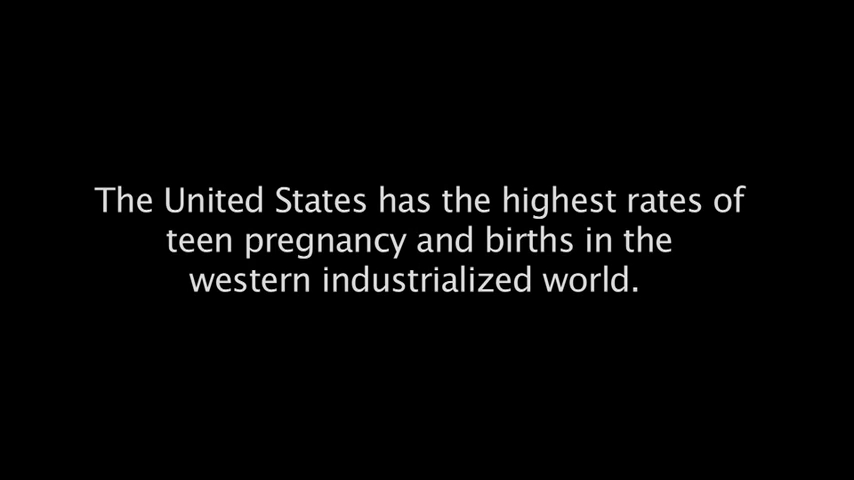 The United States has the highest rates of
teen pregnancy and births in the
western industrialized world.